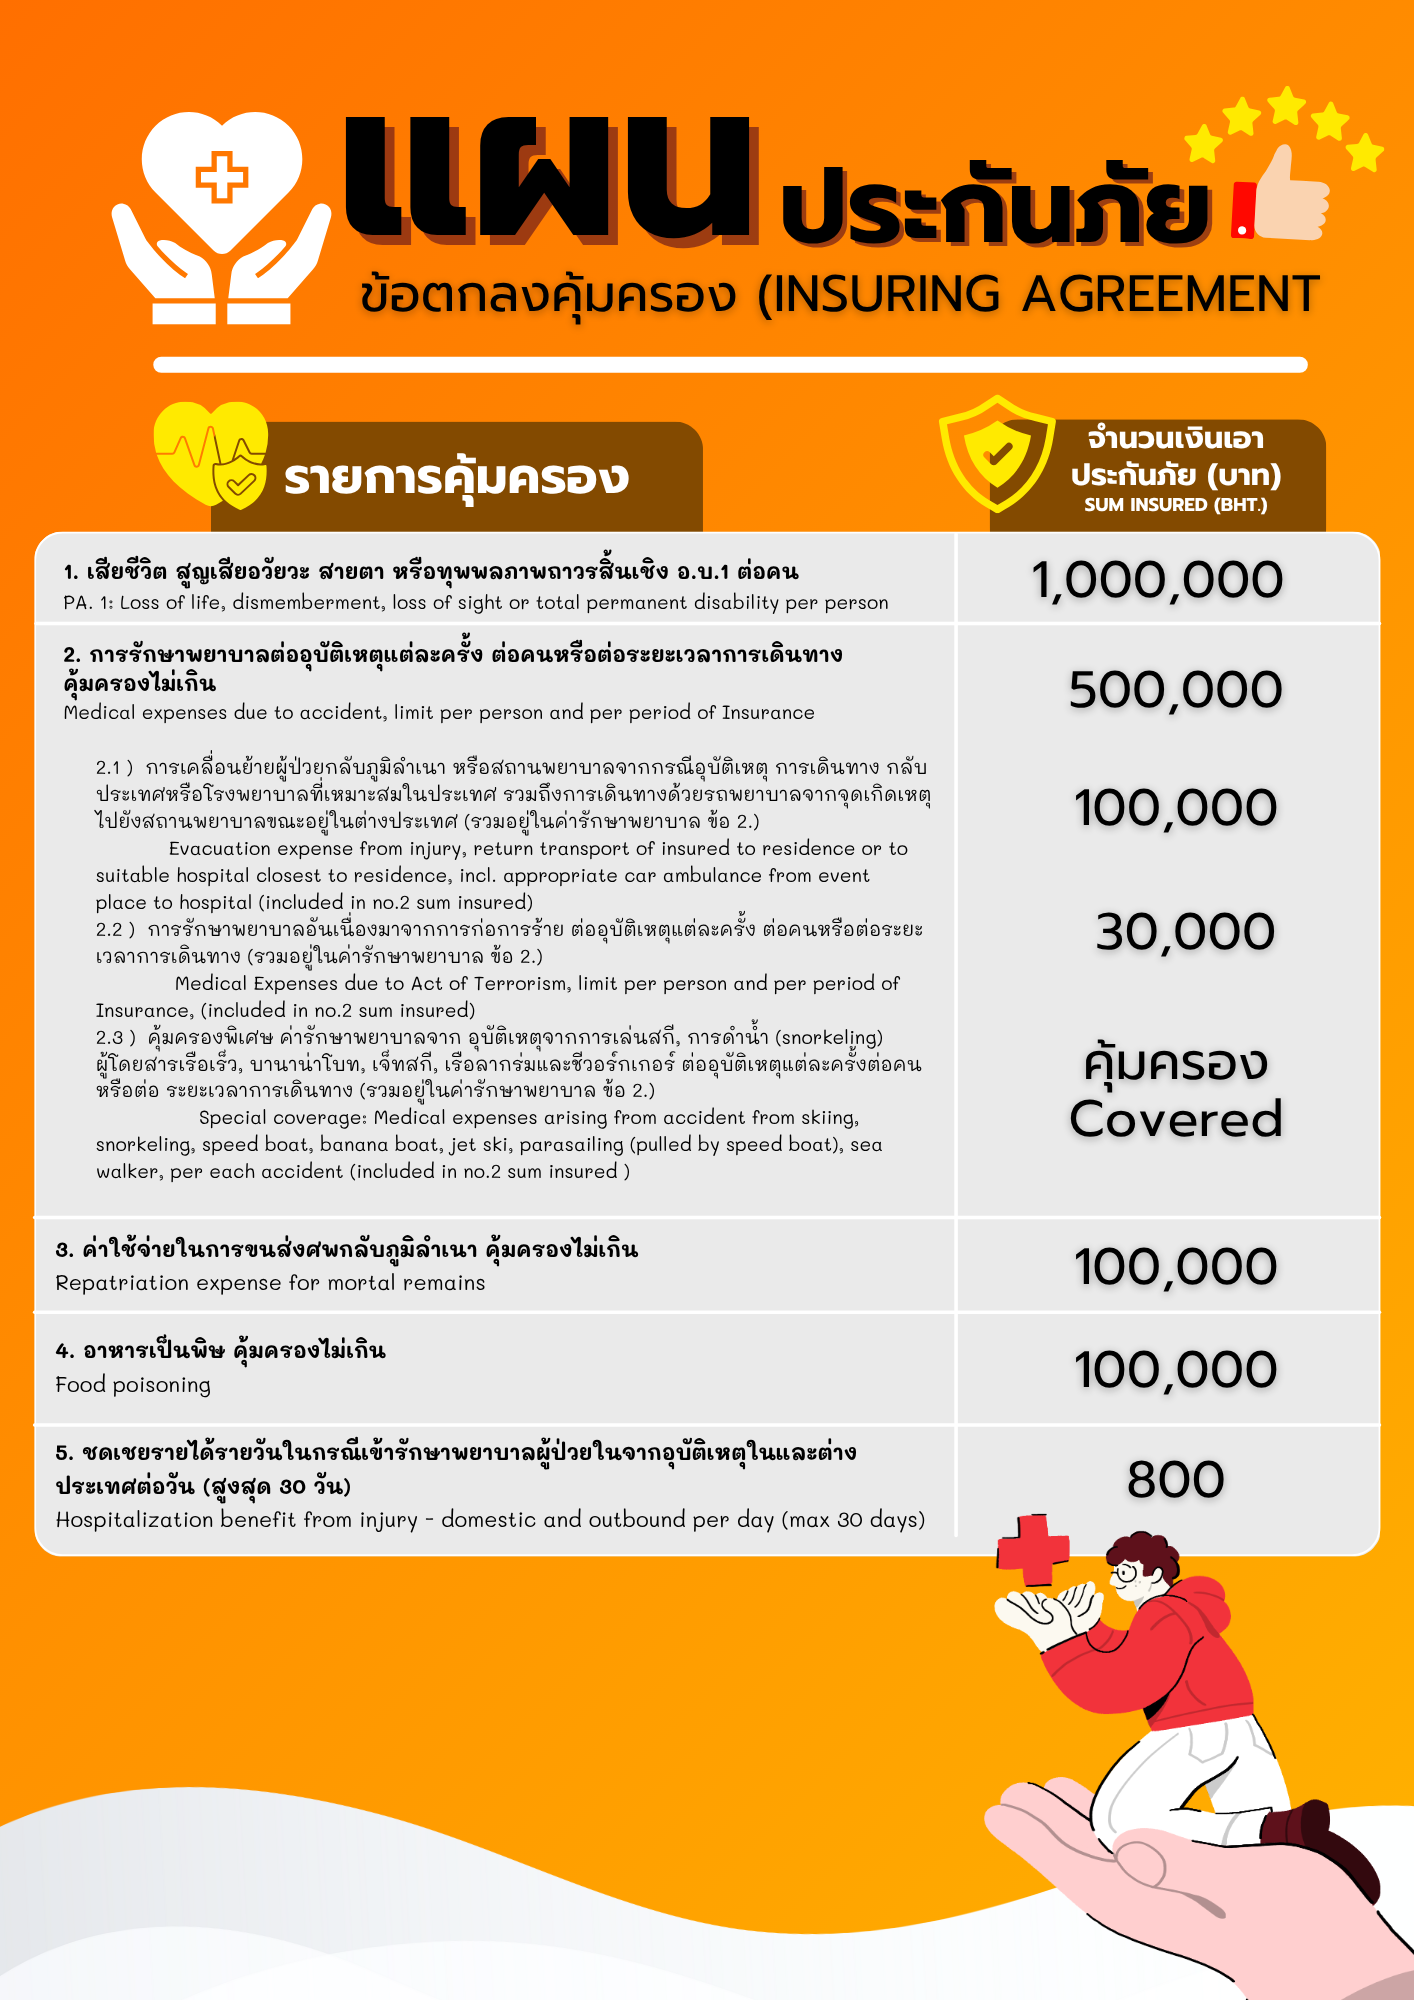 แผน ประกันภัย
ข้อตกลงคุ้มครอง (INSURING AGREEMENT
รายการคุ้มครอง
จำนวนเงินเอา
ประกันภัย (บาท)
SUM INSURED (BHT.)
1. เสียชีวิต สูญเสียอวัยวะ สายตา หรือทุพพลภาพถาวรสิ้นเชิง อ.บ.1 ต่อคน
PA. 1: Loss of life, dismemberment, loss of sight or total permanent disability per person
1,000,000
2. การรักษาพยาบาลต่ออุบัติเหตุแต่ละครั้ง ต่อคนหรือต่อระยะเวลาการเดินทาง
คุ้มครองไม่เกิน
Medical expenses due to accident, limit per person and per period of Insurance
500,000
2.1 ) การเคลื่อนย้ายผู้ป่วยกลับภูมิลำเนา หรือสถานพยาบาลจากกรณีอุบัติเหตุ การเดินทาง กลับ
ประเทศหรือโรงพยาบาลที่เหมาะสมในประเทศ รวมถึงการเดินทางด้วยรถพยาบาลจากจุดเกิดเหตุ
ไปยังสถานพยาบาลขณะอยู่ในต่างประเทศ (รวมอยู่ในค่ารักษาพยาบาล ข้อ 2.)
Evacuation expense from injury, return transport of insured to residence or to
suitable hospital closest to residence, incl. appropriate car ambulance from event
place to hospital (included in no.2 sum insured)
100,000
2.2 ) การรักษาพยาบาลอันเนื่องมาจากการก่อการร้าย ต่ออุบัติเหตุแต่ละครั้ง ต่อคนหรือต่อระยะ
เวลาการเดินทาง (รวมอยู่ในค่ารักษาพยาบาล ข้อ 2.)
Medical Expenses due to Act of Terrorism, limit per person and per period of
Insurance, (included in no.2 sum insured)
30,000
2.3 ) คุ้มครองพิเศษ ค่ารักษาพยาบาลจาก อุบัติเหตุจากการเล่นสกี, การดำน้ำ (snorkeling)
ผู้โดยสารเรือเร็ว, บานาน่าโบท, เจ็ทสกี, เรือลากร่มและซีวอร์กเกอร์ ต่ออุบัติเหตุแต่ละครั้งต่อคน
หรือต่อ ระยะเวลาการเดินทาง (รวมอยู่ในค่ารักษาพยาบาล ข้อ 2.)
Special coverage: Medical expenses arising from accident from skiing,
snorkeling, speed boat, banana boat, jet ski, parasailing (pulled by speed boat), sea
walker, per each accident (included in no.2 sum insured )
คุ้มครอง
Covered
3. ค่าใช้จ่ายในการขนส่งศพกลับภูมิลำเนา คุ้มครองไม่เกิน
Repatriation expense for mortal remains
100,000
4. อาหารเป็นพิษ คุ้มครองไม่เกิน
Food poisoning
100,000
5. ชดเชยรายได้รายวันในกรณีเข้ารักษาพยาบาลผู้ป่วยในจากอุบัติเหตุในและต่าง
ประเทศต่อวัน (สูงสุด 30 วัน)
Hospitalization benefit from injury - domestic and outbound per day (max 30 days)
800